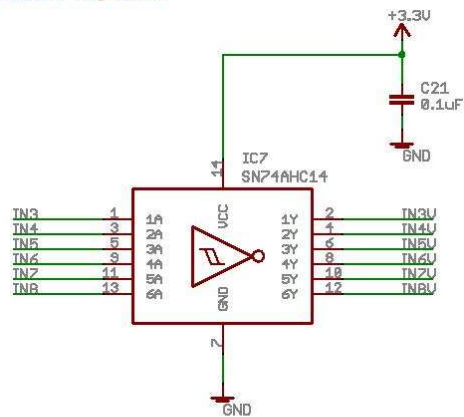 +3.3V
C21
0.1uF
GND
IC7
SN74AHC14
14
VCC
IN3 1 1A 1Y 2 IN3V
IN4 3 2A 2Y 4 IN4V
IN5 5 3A 3Y 6 IN5V
IN6 9 4A 4Y 8 IN6V
IN7 11 5A 5Y 10 IN7V
IN8 13 6A 6Y 12 IN8V
GND
7
GND